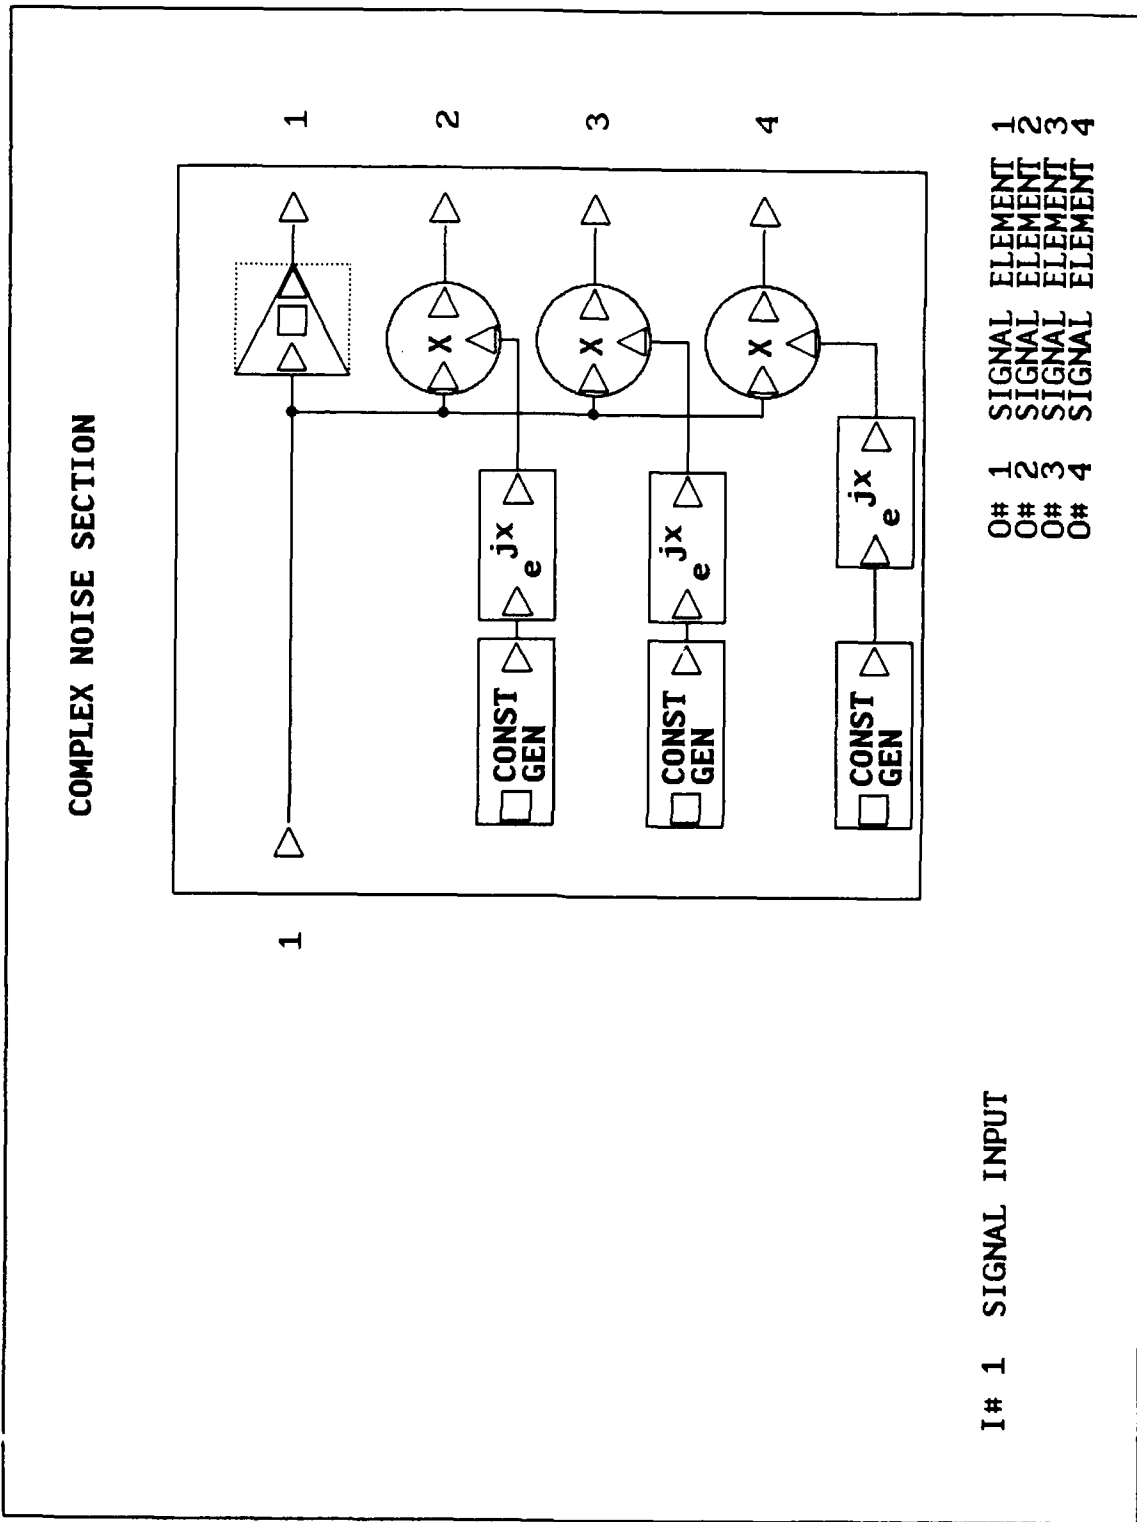 COMPLEX NOISE SECTION
1
1
2
3
4
X
X
X
e jx
e jx
e jx
CONST
GEN
CONST
GEN
CONST
GEN
I# 1 SIGNAL INPUT
O# 1 SIGNAL ELEMENT 1
O# 2 SIGNAL ELEMENT 2
O# 3 SIGNAL ELEMENT 3
O# 4 SIGNAL ELEMENT 4